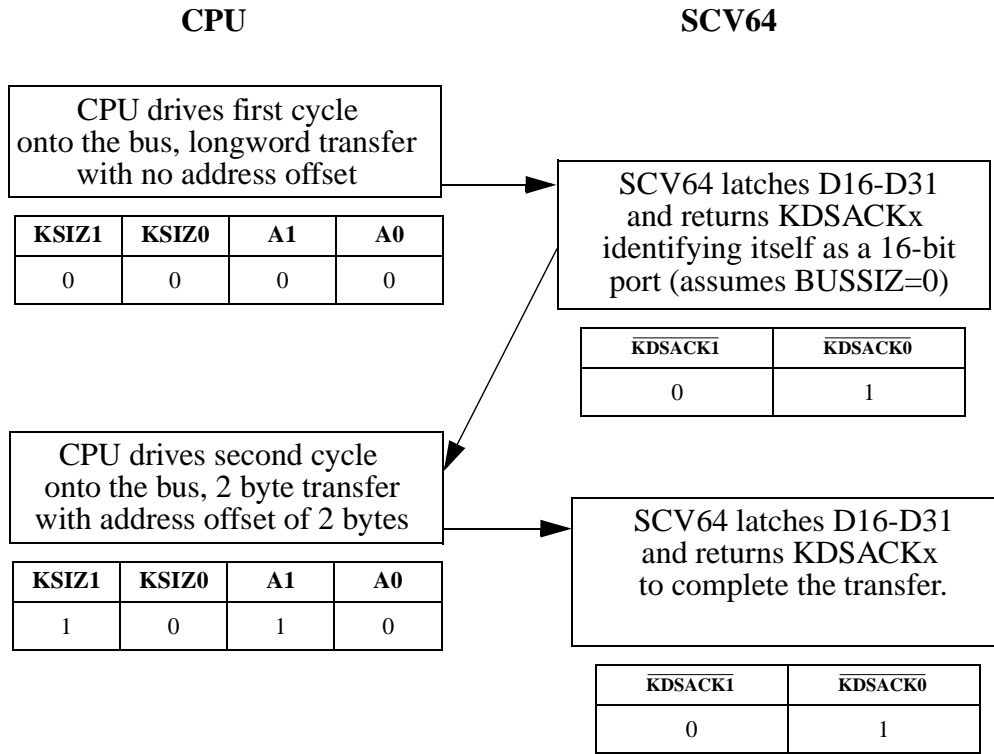 CPU
SCV64
CPU drives first cycle
onto the bus, longword transfer
with no address offset
KSIZ1 KSIZ0 A1 A0
0 0 0 0
SCV64 latches D16-D31
and returns KDSACKx
identifying itself as a 16-bit
port (assumes BUSSIZ=0)
KDSACK1 KDSACK0
0 1
CPU drives second cycle
onto the bus, 2 byte transfer
with address offset of 2 bytes
KSIZ1 KSIZ0 A1 A0
1 0 1 0
SCV64 latches D16-D31
and returns KDSACKx
to complete the transfer.
KDSACK1 KDSACK0
0 1